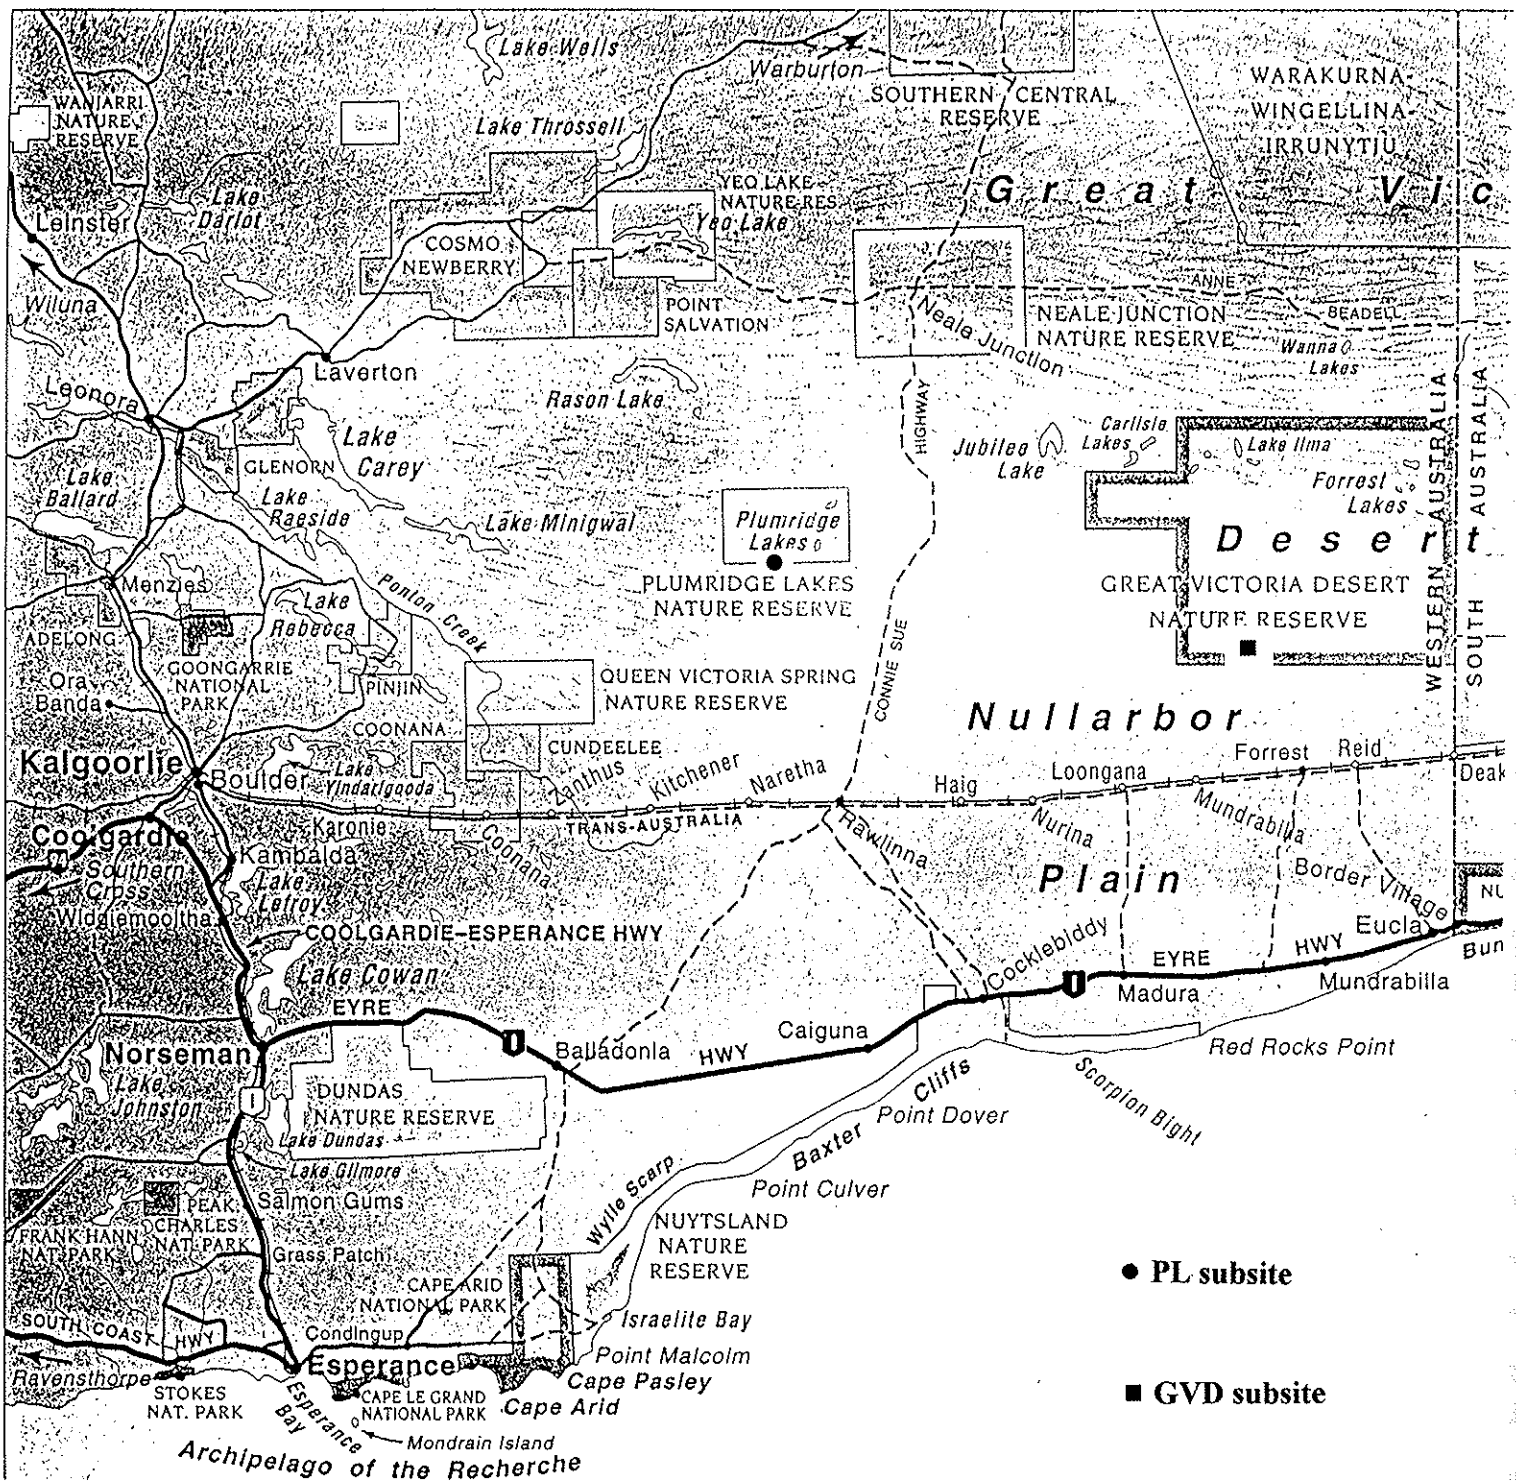 Lake Wells
Warburton
SOUTHERN CENTRAL
RESERVE
WARAKURNA-
WINGELLINA-
IRRUNYTJU
WANJARRI
NATURE
RESERVE
Lake Throssell
YEO LAKE
NATURE RES.
Yeo Lake
Great Vic
Lake
Darlot
Leinster
COSMO
NEWBERRY
Wiluna
POINT
SALVATION
ANNE
BEADELL
Neale Junction
NEALE JUNCTION
NATURE RESERVE
Wanna
Lakes
Laverton
Leonora
Rason Lake
HIGHWAY
WESTERN AUSTRALIA
SOUTH AUSTRALIA
Lake
Carey
Jubilee
Lake
Carlisle
Lakes
Lake Ilma
Forrest
Lakes
GLENORN
Lake
Ballard
Lake
Raeside
Lake Minigwal
Plumridge
Lakes
Desert
PLUMRIDGE LAKES
NATURE RESERVE
GREAT VICTORIA DESERT
NATURE RESERVE
Menzies
Ponton Creek
Lake
Rebecca
ADELONG
GOONGARRIE
NATIONAL
PARK
PINJIN
QUEEN VICTORIA SPRING
NATURE RESERVE
CONNIE SUE
Ora
Banda
COONANA
CUNDEELEE
Nullarbor
Kalgoorlie
Boulder
Lake
Yindarlgooda
Zanthus
Kitchener
Naretha
Haig
Loongana
Forrest
Reid
Deak
Coolgardie
Karonie
Coonana
TRANS-AUSTRALIA
Rawlinna
Nurina
Mundrabilla
Kambalda
Southern
Cross
Lake
Lefroy
Plain
Border Village
NU
Widgiemooltha
COOLGARDIE-ESPERANCE HWY
Cocklebiddy
Eucla
Lake Cowan
EYRE
EYRE
HWY
Bun
Madura
Mundrabilla
Norseman
Balladonia
HWY
Caiguna
Red Rocks Point
Lake
Johnston
1
DUNDAS
NATURE RESERVE
Cliffs
Point Dover
Scorpion Bight
Lake Dundas
Baxter
Lake Gilmore
Wylie Scarp
Point Culver
Salmon Gums
PEAK
CHARLES
NAT. PARK
FRANK HANN
NAT. PARK
NUYTSLAND
NATURE
RESERVE
Grass Patch
PL subsite
CAPE ARID
NATIONAL PARK
Israelite Bay
SOUTH COAST HWY
Condingup
Esperance
Point Malcolm
Ravensthorpe
Cape Pasley
STOKES
NAT. PARK
Esperance
Bay
CAPE LE GRAND
NATIONAL PARK
Cape Arid
GVD subsite
Mondrain Island
Archipelago of the Recherche